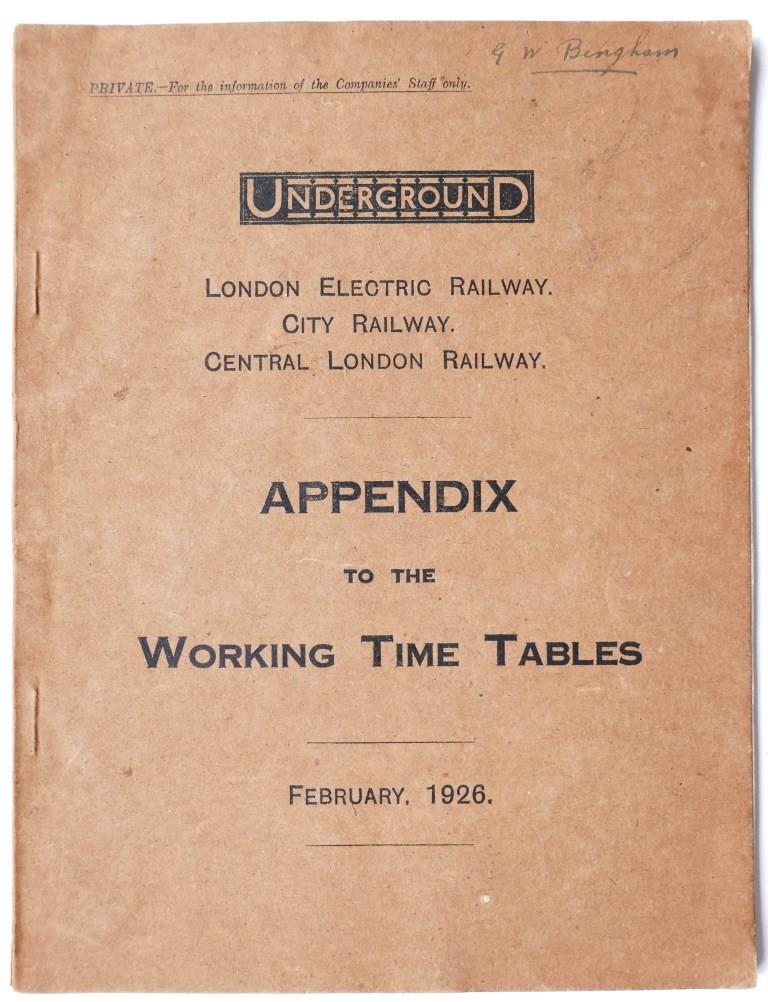 G W Bingham
PRIVATE.—For the information of the Companies' Staff only.
UNDERGROUND
LONDON ELECTRIC RAILWAY.
CITY RAILWAY.
CENTRAL LONDON RAILWAY.
APPENDIX
TO THE
WORKING TIME TABLES
FEBRUARY, 1926.